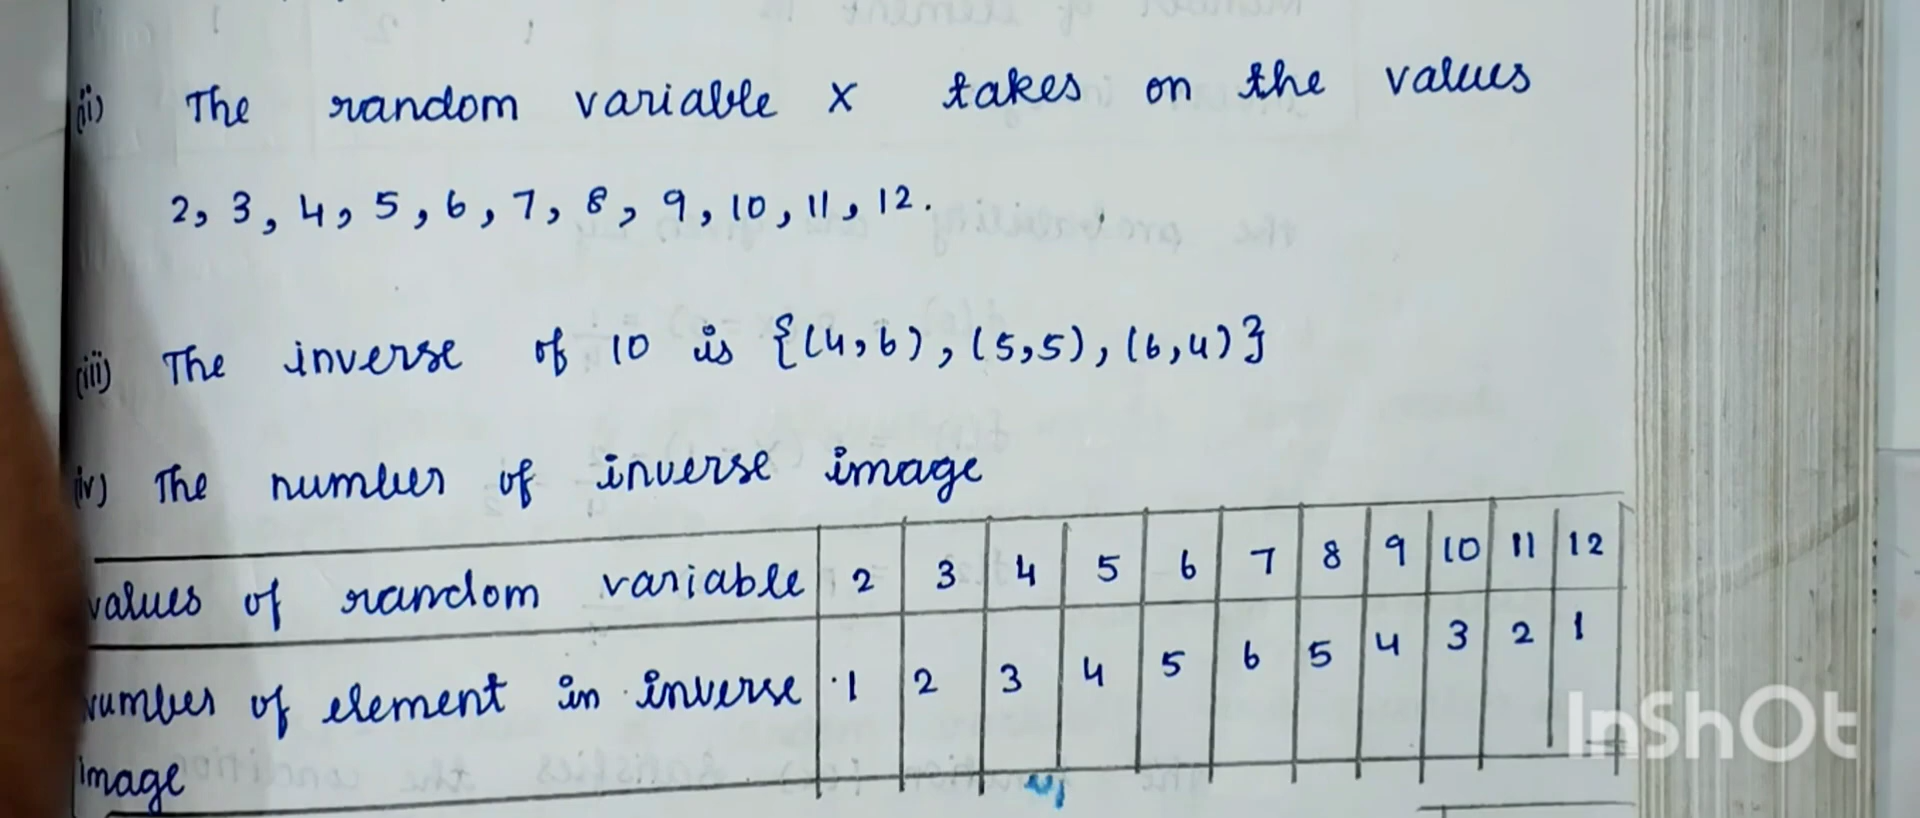 (ii) The random variable X takes on the values
2, 3, 4, 5, 6, 7, 8, 9, 10, 11, 12.
(iii) The inverse of 10 is {(4,6), (5,5), (6,4)}
(iv) The number of inverse image
values of random variable 2 3 4 5 6 7 8 9 10 11 12
number of element in inverse 1 2 3 4 5 6 5 4 3 2 1
image
InShOt